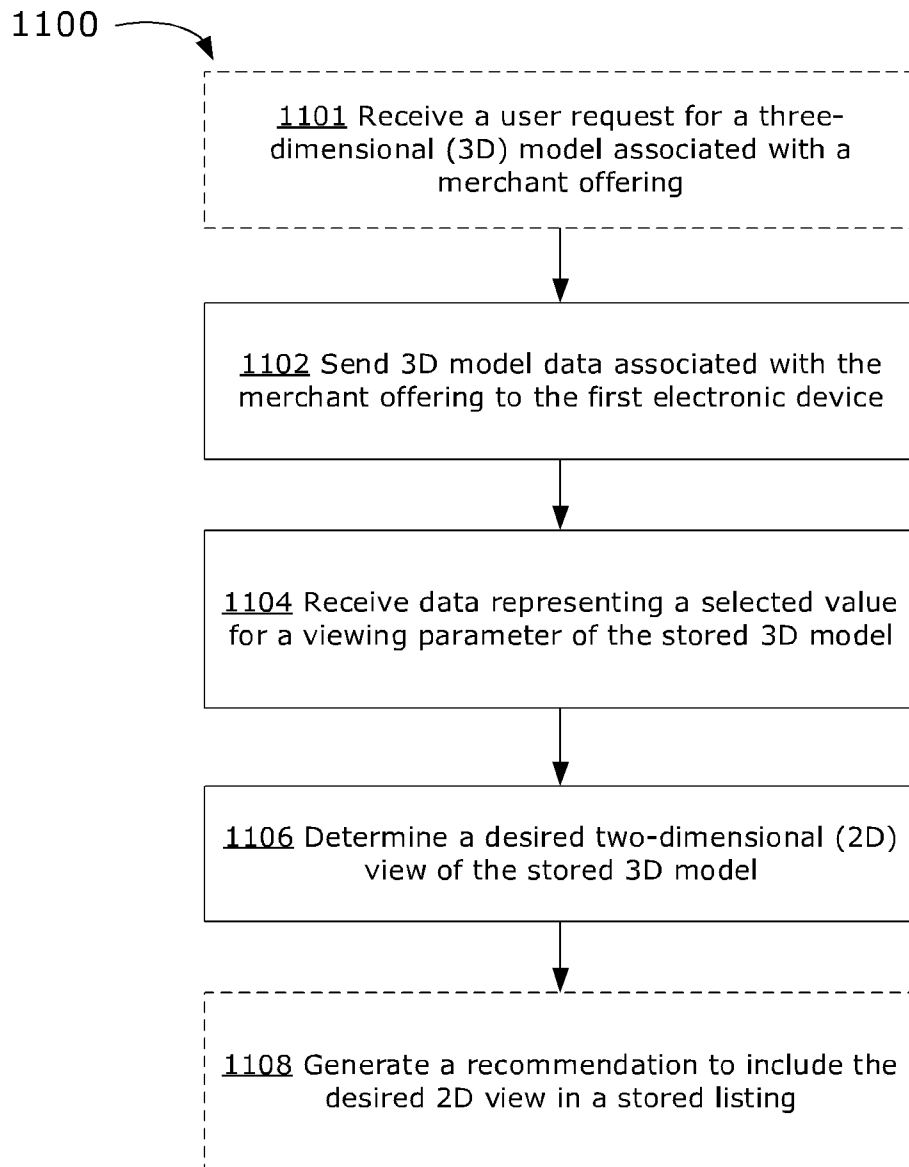 1100
1101 Receive a user request for a three-
dimensional (3D) model associated with a
merchant offering
1102 Send 3D model data associated with the
merchant offering to the first electronic device
1104 Receive data representing a selected value
for a viewing parameter of the stored 3D model
1106 Determine a desired two-dimensional (2D)
view of the stored 3D model
1108 Generate a recommendation to include the
desired 2D view in a stored listing